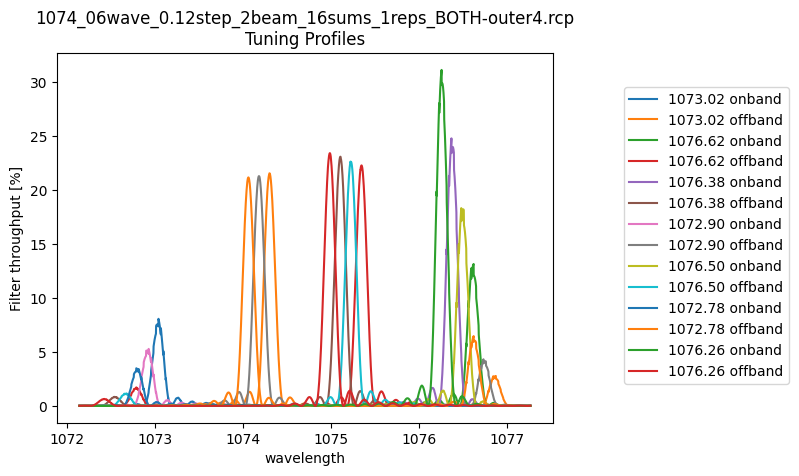 1074_06wave_0.12step_2beam_16sums_1reps_BOTH-outer4.rcp
Tuning Profiles
Filter throughput [%]
30
25
20
15
10
5
0
1072
1073
1074
1075
1076
1077
wavelength
1073.02 onband
1073.02 offband
1076.62 onband
1076.62 offband
1076.38 onband
1076.38 offband
1072.90 onband
1072.90 offband
1076.50 onband
1076.50 offband
1072.78 onband
1072.78 offband
1076.26 onband
1076.26 offband